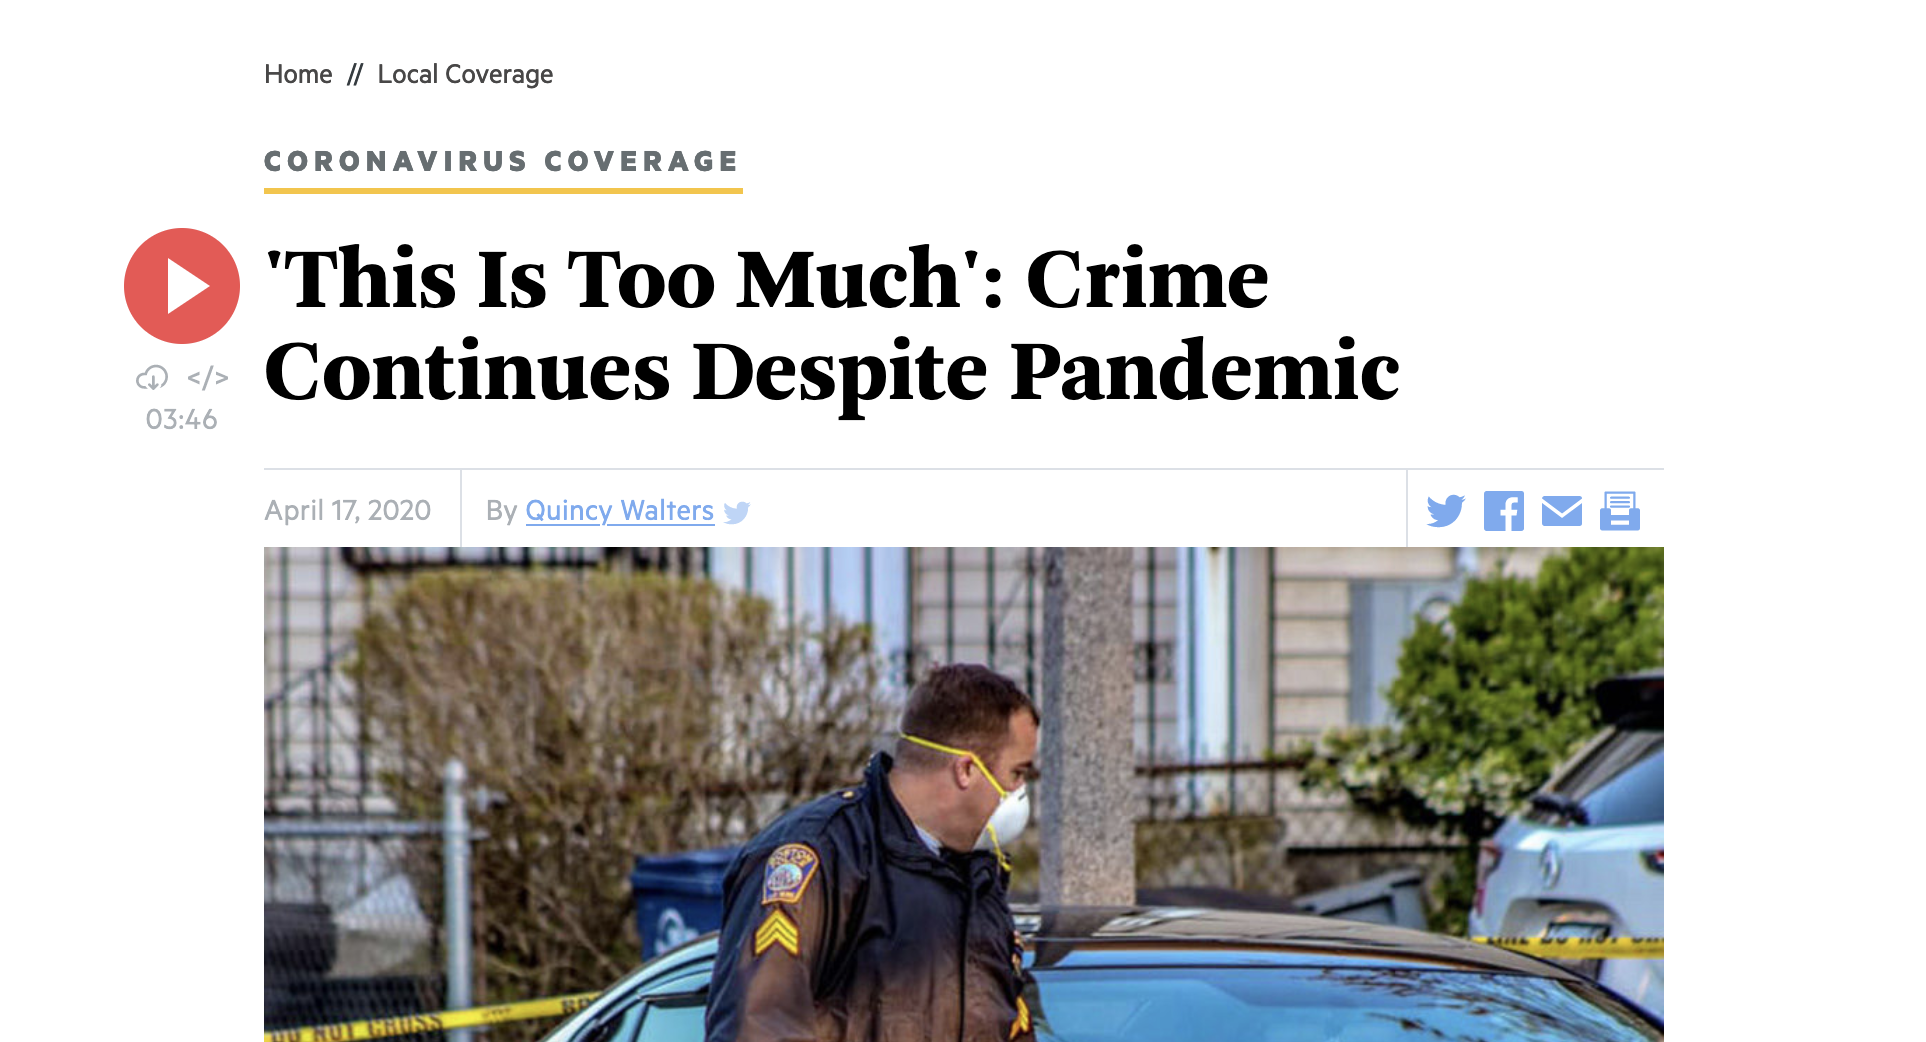 Home // Local Coverage
CORONAVIRUS COVERAGE
'This Is Too Much': Crime
Continues Despite Pandemic
</>
03:46
April 17, 2020
By Quincy Walters
BOSTON
DO NOT CROSS
LINE DO NOT